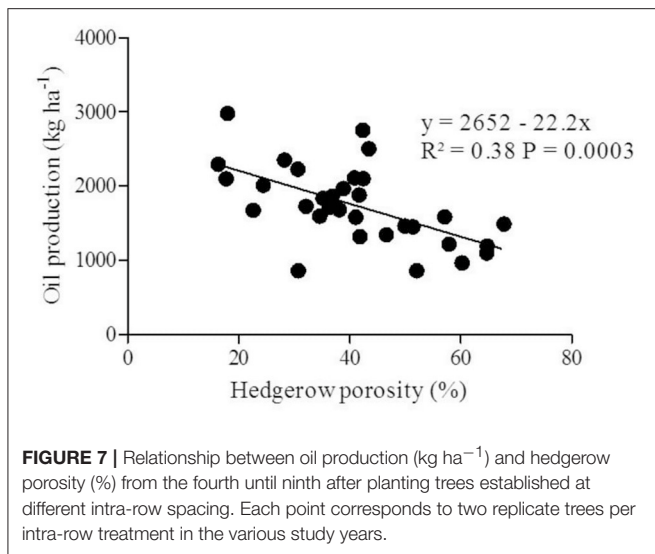 4000
3000
2000
1000
0
Oil production (kg ha⁻¹)
y = 2652 - 22.2x
R² = 0.38 P = 0.0003
0 20 40 60 80
Hedgerow porosity (%)
FIGURE 7 | Relationship between oil production (kg ha⁻¹) and hedgerow
porosity (%) from the fourth until ninth after planting trees established at
different intra-row spacing. Each point corresponds to two replicate trees per
intra-row treatment in the various study years.